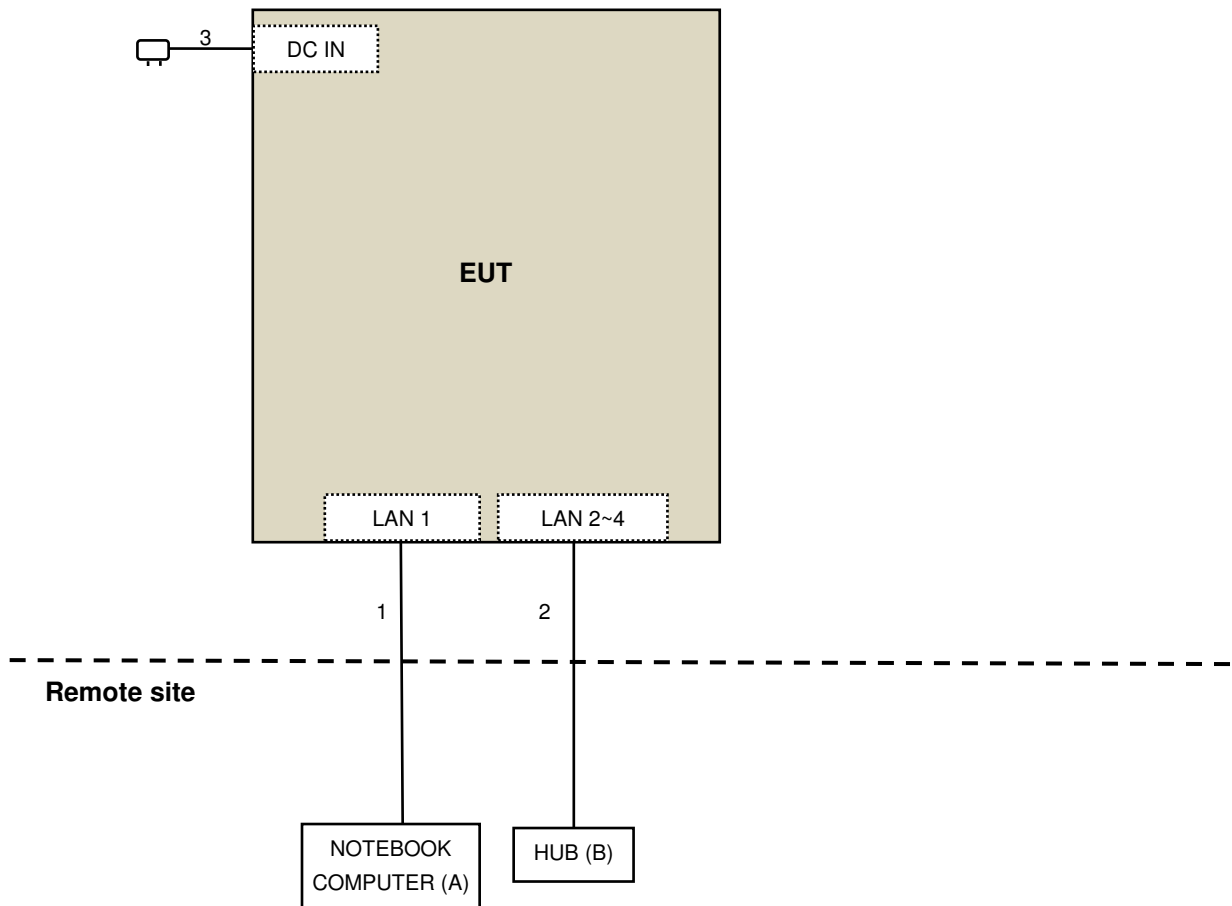 3
DC IN
EUT
LAN 1
LAN 2~4
1
2
Remote site
NOTEBOOK
COMPUTER (A)
HUB (B)